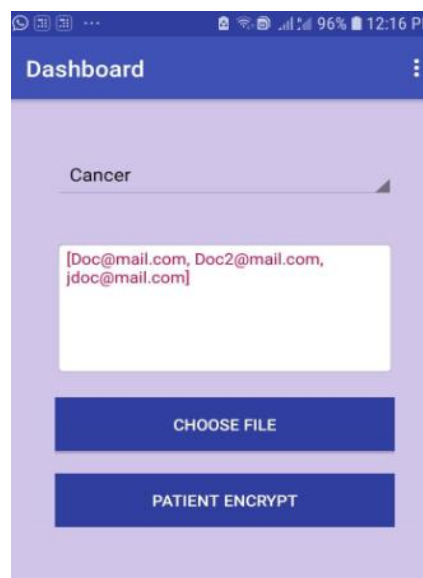 96% 12:16 P
Dashboard
Cancer
[Doc@mail.com, Doc2@mail.com,
jdoc@mail.com]
CHOOSE FILE
PATIENT ENCRYPT